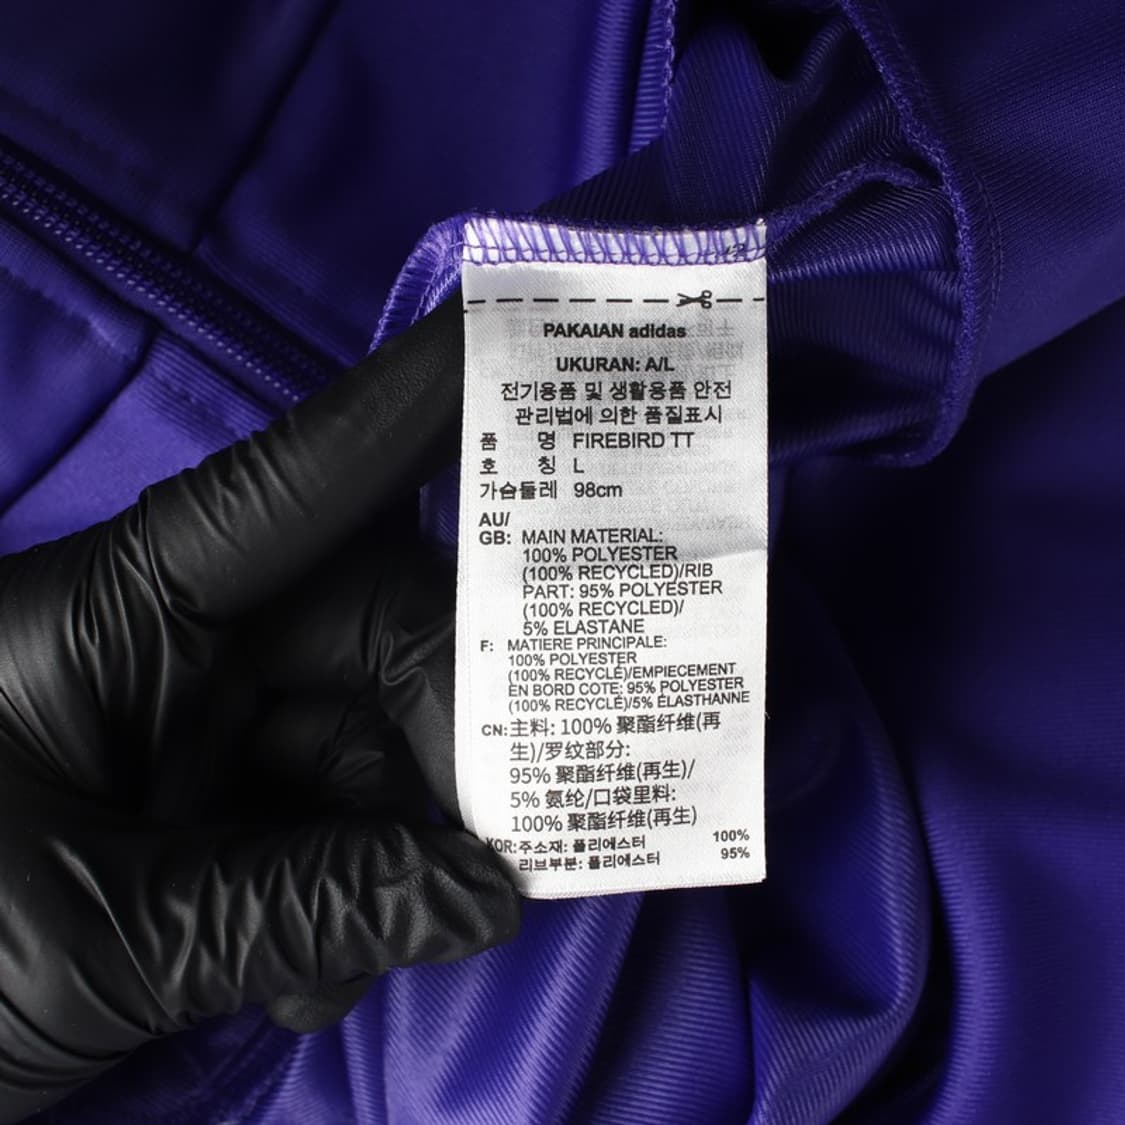 PAKAIAN adidas
UKURAN: A/L
전기용품 및 생활용품 안전
관리법에 의한 품질표시
품 명 FIREBIRD TT
호 칭 L
가슴둘레 98cm
AU/
GB: MAIN MATERIAL:
100% POLYESTER
(100% RECYCLED)/RIB
PART: 95% POLYESTER
(100% RECYCLED)/
5% ELASTANE
F: MATIERE PRINCIPALE:
100% POLYESTER
(100% RECYCLÉ)/EMPIECEMENT
EN BORD COTE: 95% POLYESTER
(100% RECYCLÉ)/5% ÉLASTHANNE
CN: 主料: 100% 聚酯纤维(再
生)/罗纹部分:
95% 聚酯纤维(再生)/
5% 氨纶/口袋里料:
100% 聚酯纤维(再生)
KOR: 주소재: 폴리에스터 100%
리브부분: 폴리에스터 95%